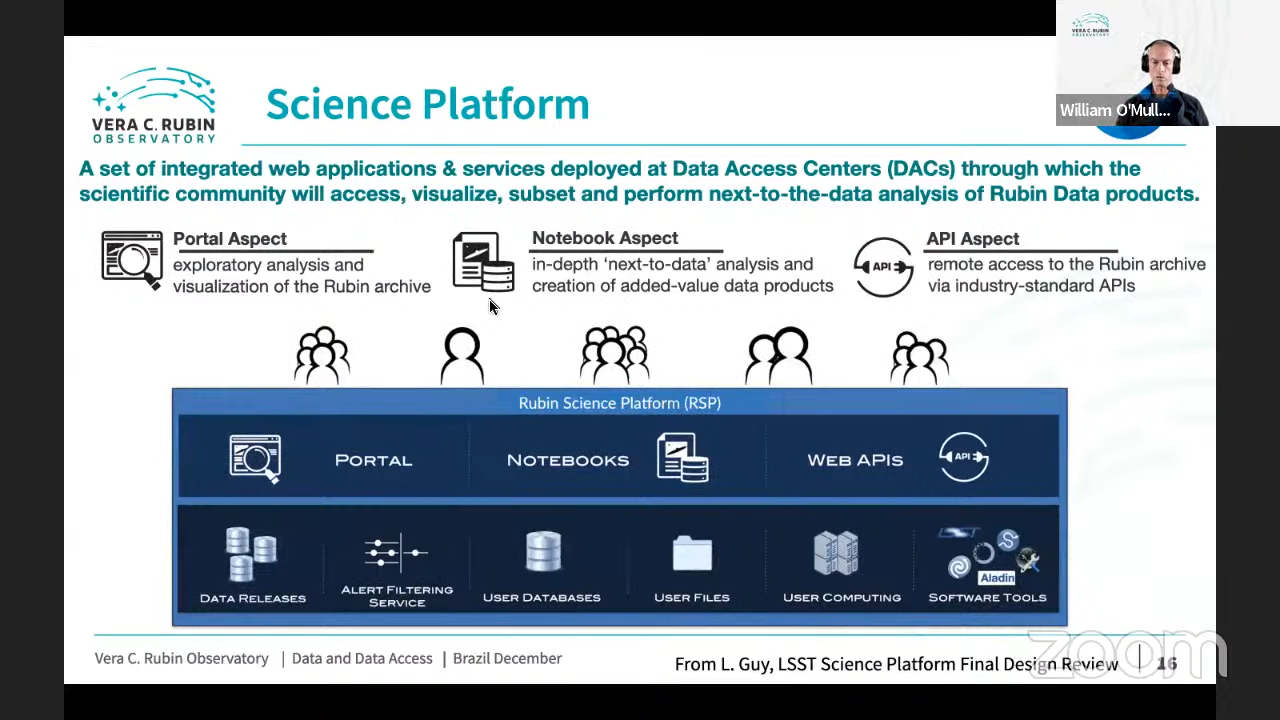 VERA C. RUBIN
OBSERVATORY
William O'Mull...
VERA C. RUBIN
OBSERVATORY
Science Platform
A set of integrated web applications & services deployed at Data Access Centers (DACs) through which the
scientific community will access, visualize, subset and perform next-to-the-data analysis of Rubin Data products.
Portal Aspect
exploratory analysis and
visualization of the Rubin archive
Notebook Aspect
in-depth ‘next-to-data’ analysis and
creation of added-value data products
API
API Aspect
remote access to the Rubin archive
via industry-standard APIs
Rubin Science Platform (RSP)
PORTAL
NOTEBOOKS
WEB APIS
API
DATA RELEASES
ALERT FILTERING
SERVICE
USER DATABASES
USER FILES
USER COMPUTING
LSST
Aladin
SOFTWARE TOOLS
Vera C. Rubin Observatory | Data and Data Access | Brazil December
From L. Guy, LSST Science Platform Final Design Review | 16
zoom